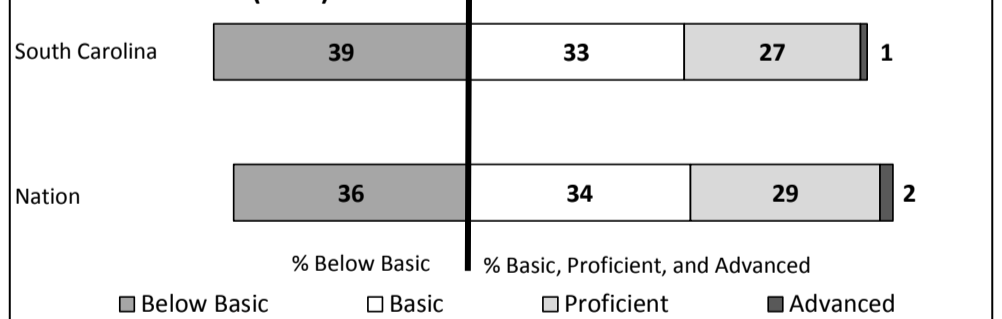 South Carolina 39 33 27 1
Nation 36 34 29 2
% Below Basic % Basic, Proficient, and Advanced
Below Basic Basic Proficient Advanced